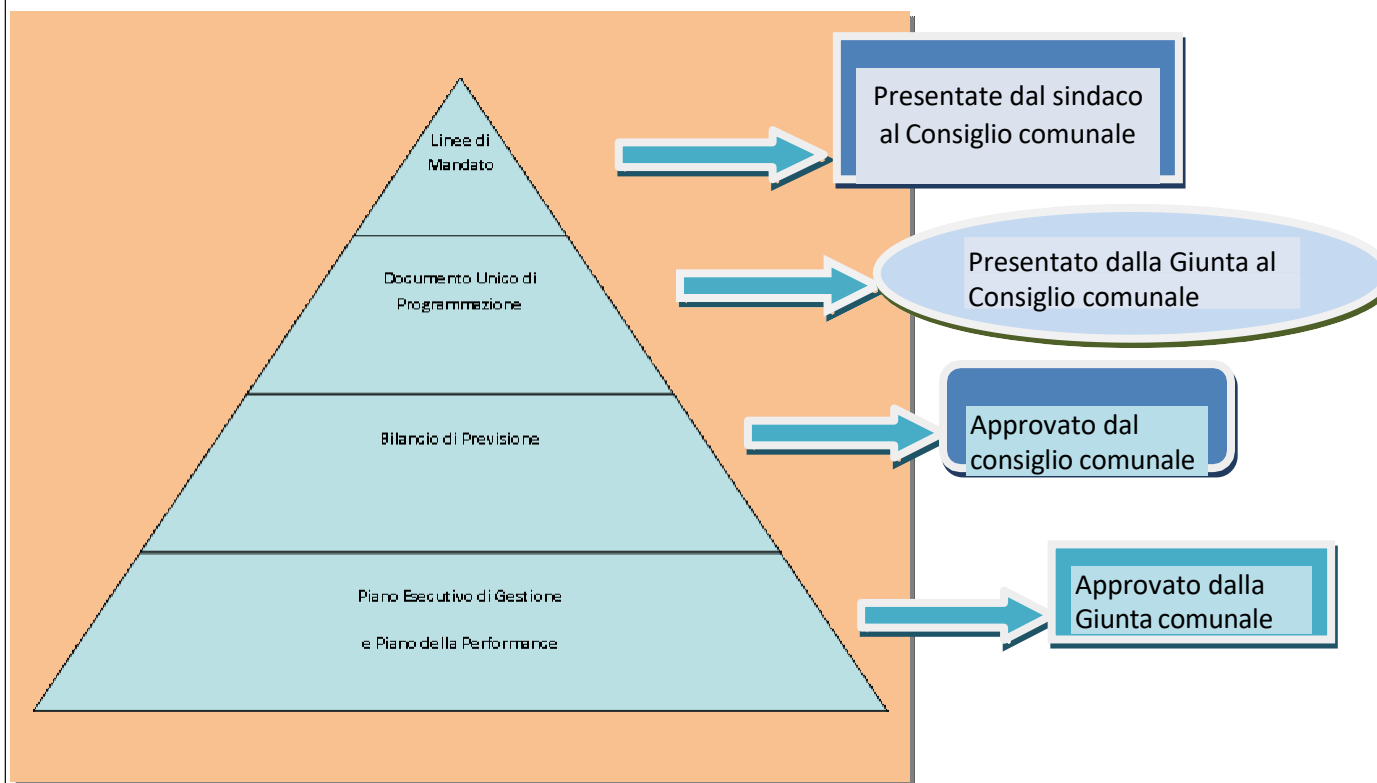 Linee di
Mandato
Presentate dal sindaco
al Consiglio comunale
Documento Unico di
Programmazione
Presentato dalla Giunta al
Consiglio comunale
Bilancio di Previsione
Approvato dal
consiglio comunale
Piano Esecutivo di Gestione
e Piano della Performance
Approvato dalla
Giunta comunale